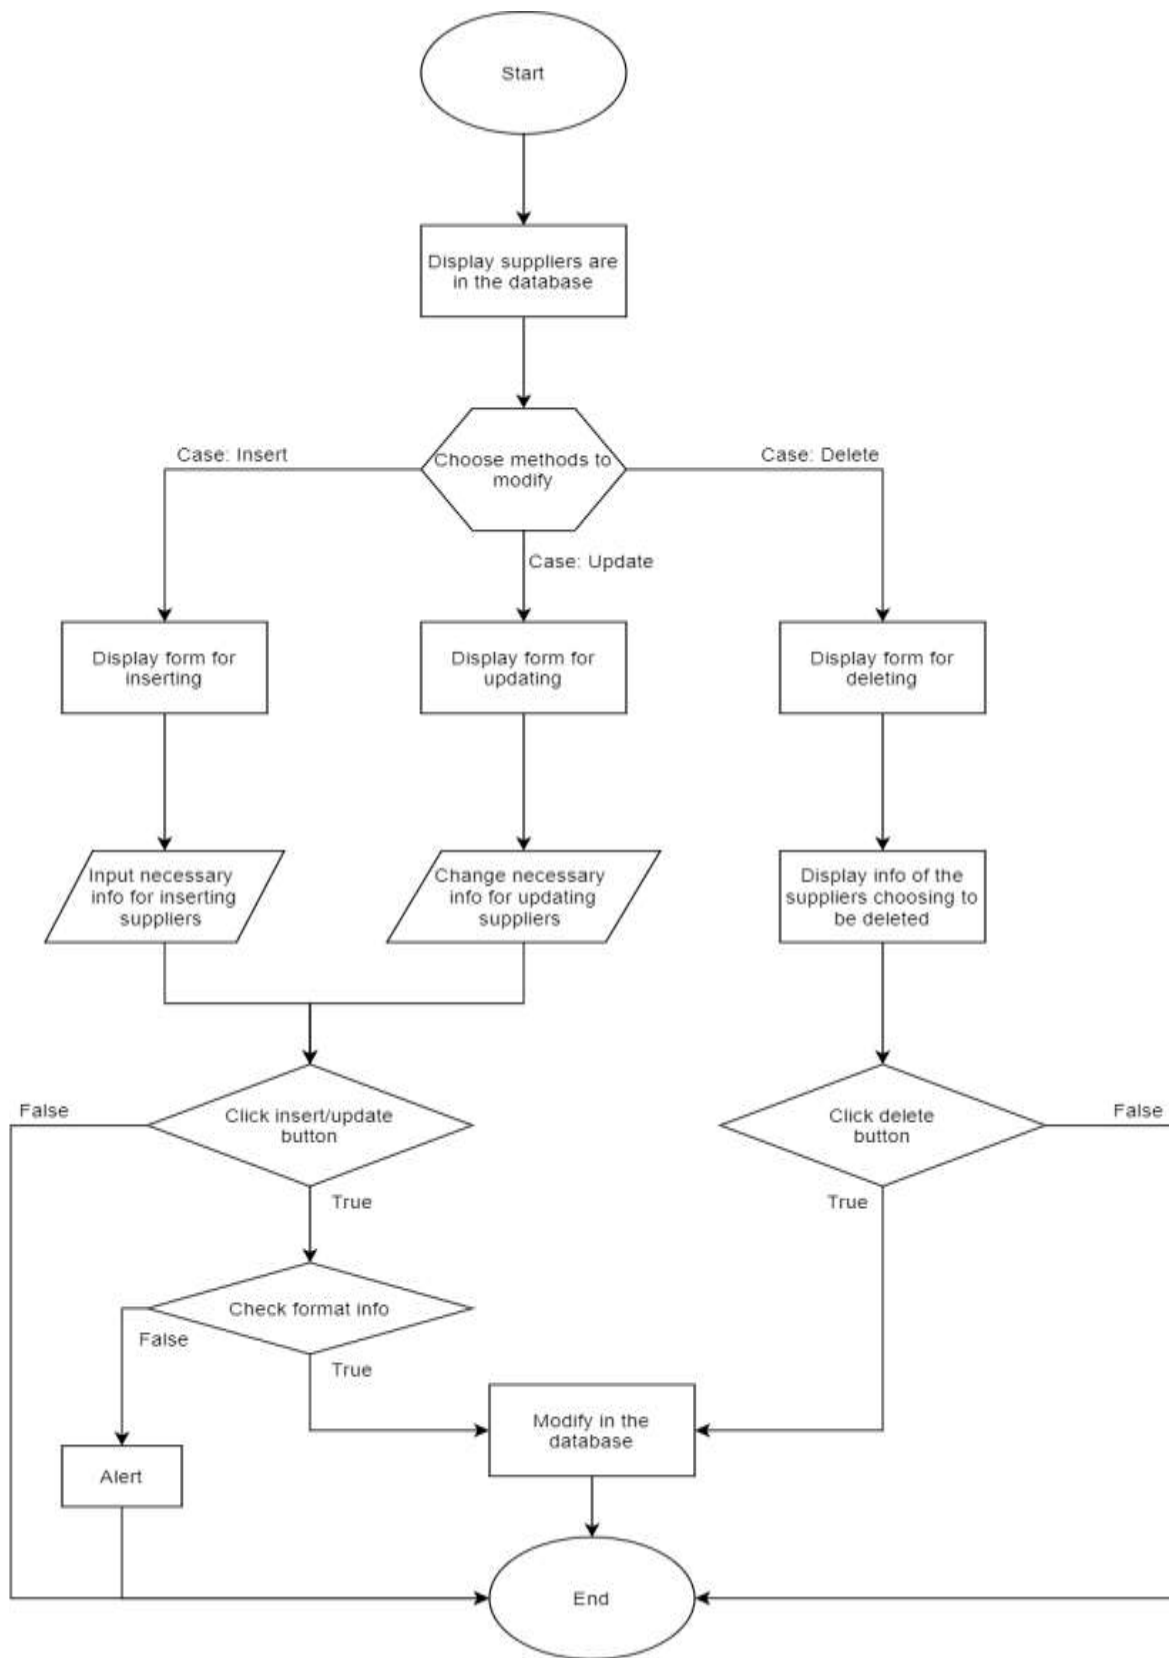 Start
Display suppliers are
in the database
Case: Insert
Choose methods to
modify
Case: Delete
Case: Update
Display form for
inserting
Display form for
updating
Display form for
deleting
Input necessary
info for inserting
suppliers
Change necessary
info for updating
suppliers
Display info of the
suppliers choosing to
be deleted
False
Click insert/update
button
Click delete
button
False
True
True
Check format info
False
True
Modify in the
database
Alert
End